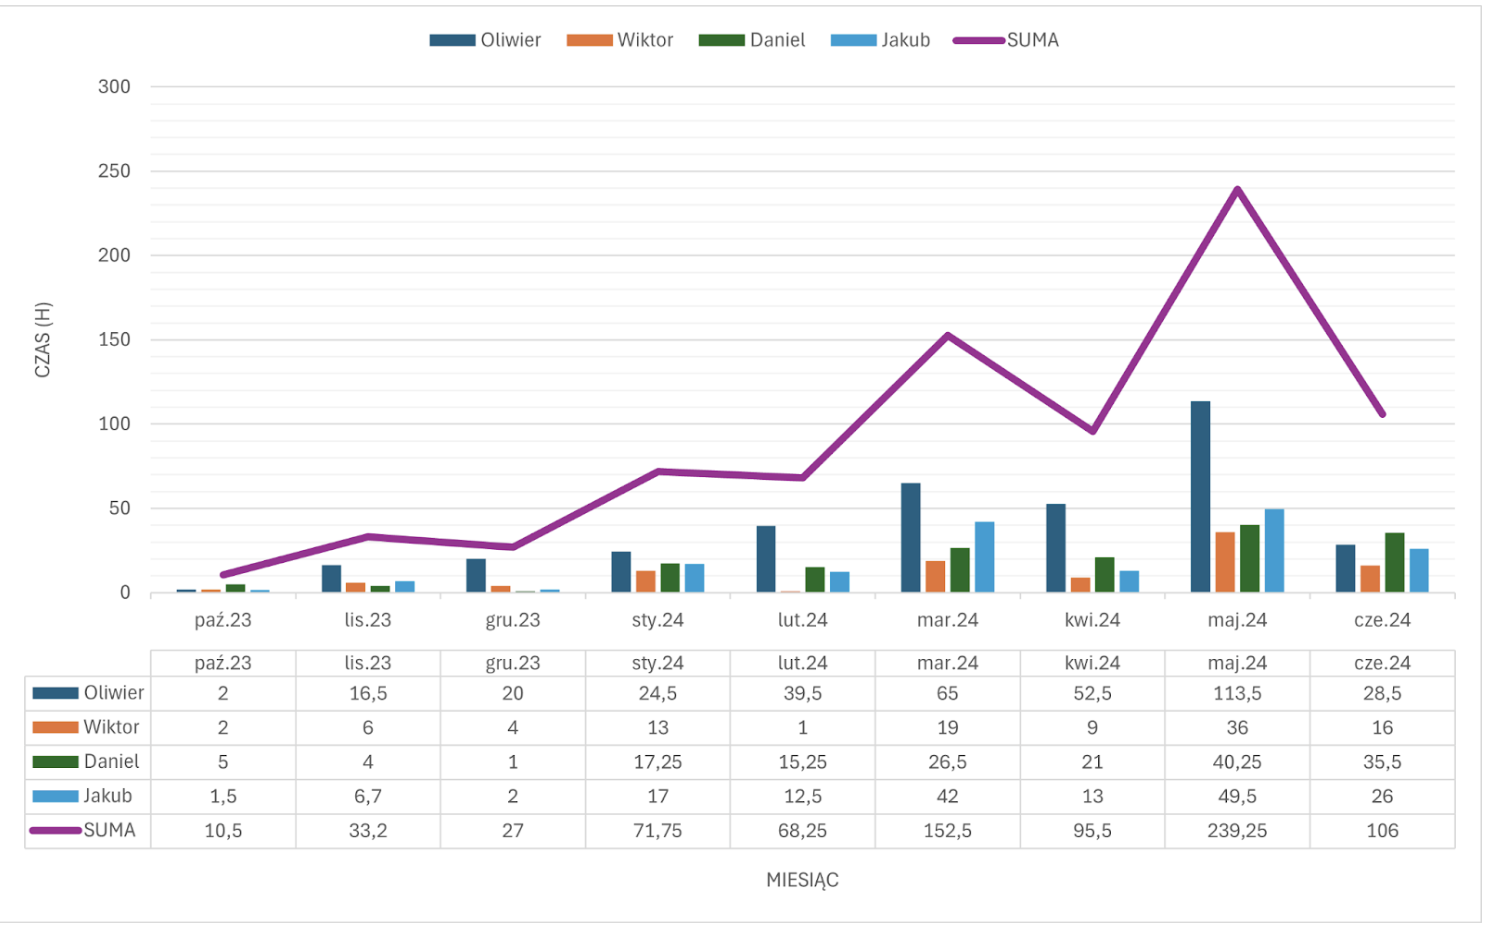 Oliwier Wiktor Daniel Jakub SUMA
300
250
200
150
100
50
0
CZAS (H)
paź.23 lis.23 gru.23 sty.24 lut.24 mar.24 kwi.24 maj.24 cze.24
paź.23 lis.23 gru.23 sty.24 lut.24 mar.24 kwi.24 maj.24 cze.24
Oliwier 2 16,5 20 24,5 39,5 65 52,5 113,5 28,5
Wiktor 2 6 4 13 1 19 9 36 16
Daniel 5 4 1 17,25 15,25 26,5 21 40,25 35,5
Jakub 1,5 6,7 2 17 12,5 42 13 49,5 26
SUMA 10,5 33,2 27 71,75 68,25 152,5 95,5 239,25 106
MIESIĄC